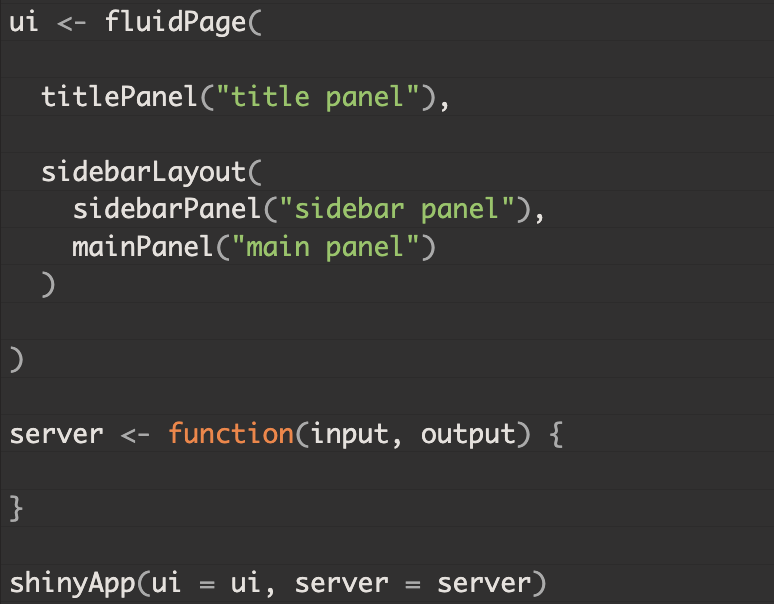 ui <- fluidPage(
  titlePanel("title panel"),
  sidebarLayout(
    sidebarPanel("sidebar panel"),
    mainPanel("main panel")
  )
)
server <- function(input, output) {
}
shinyApp(ui = ui, server = server)